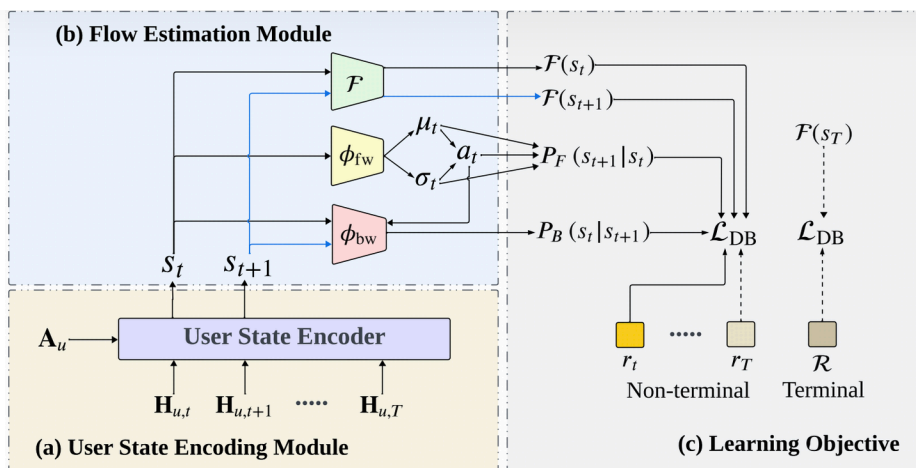 (b) Flow Estimation Module
𝓕
ϕ_fw
ϕ_bw
μ_t
a_t
σ_t
s_t
s_{t+1}
A_u
User State Encoder
H_{u,t}
H_{u,t+1}
.....
H_{u,T}
(a) User State Encoding Module
𝓕(s_t)
𝓕(s_{t+1})
P_F (s_{t+1}|s_t)
P_B (s_t|s_{t+1})
𝓛_DB
𝓕(s_T)
𝓛_DB
.....
r_t
r_T
𝓡
Non-terminal
Terminal
(c) Learning Objective